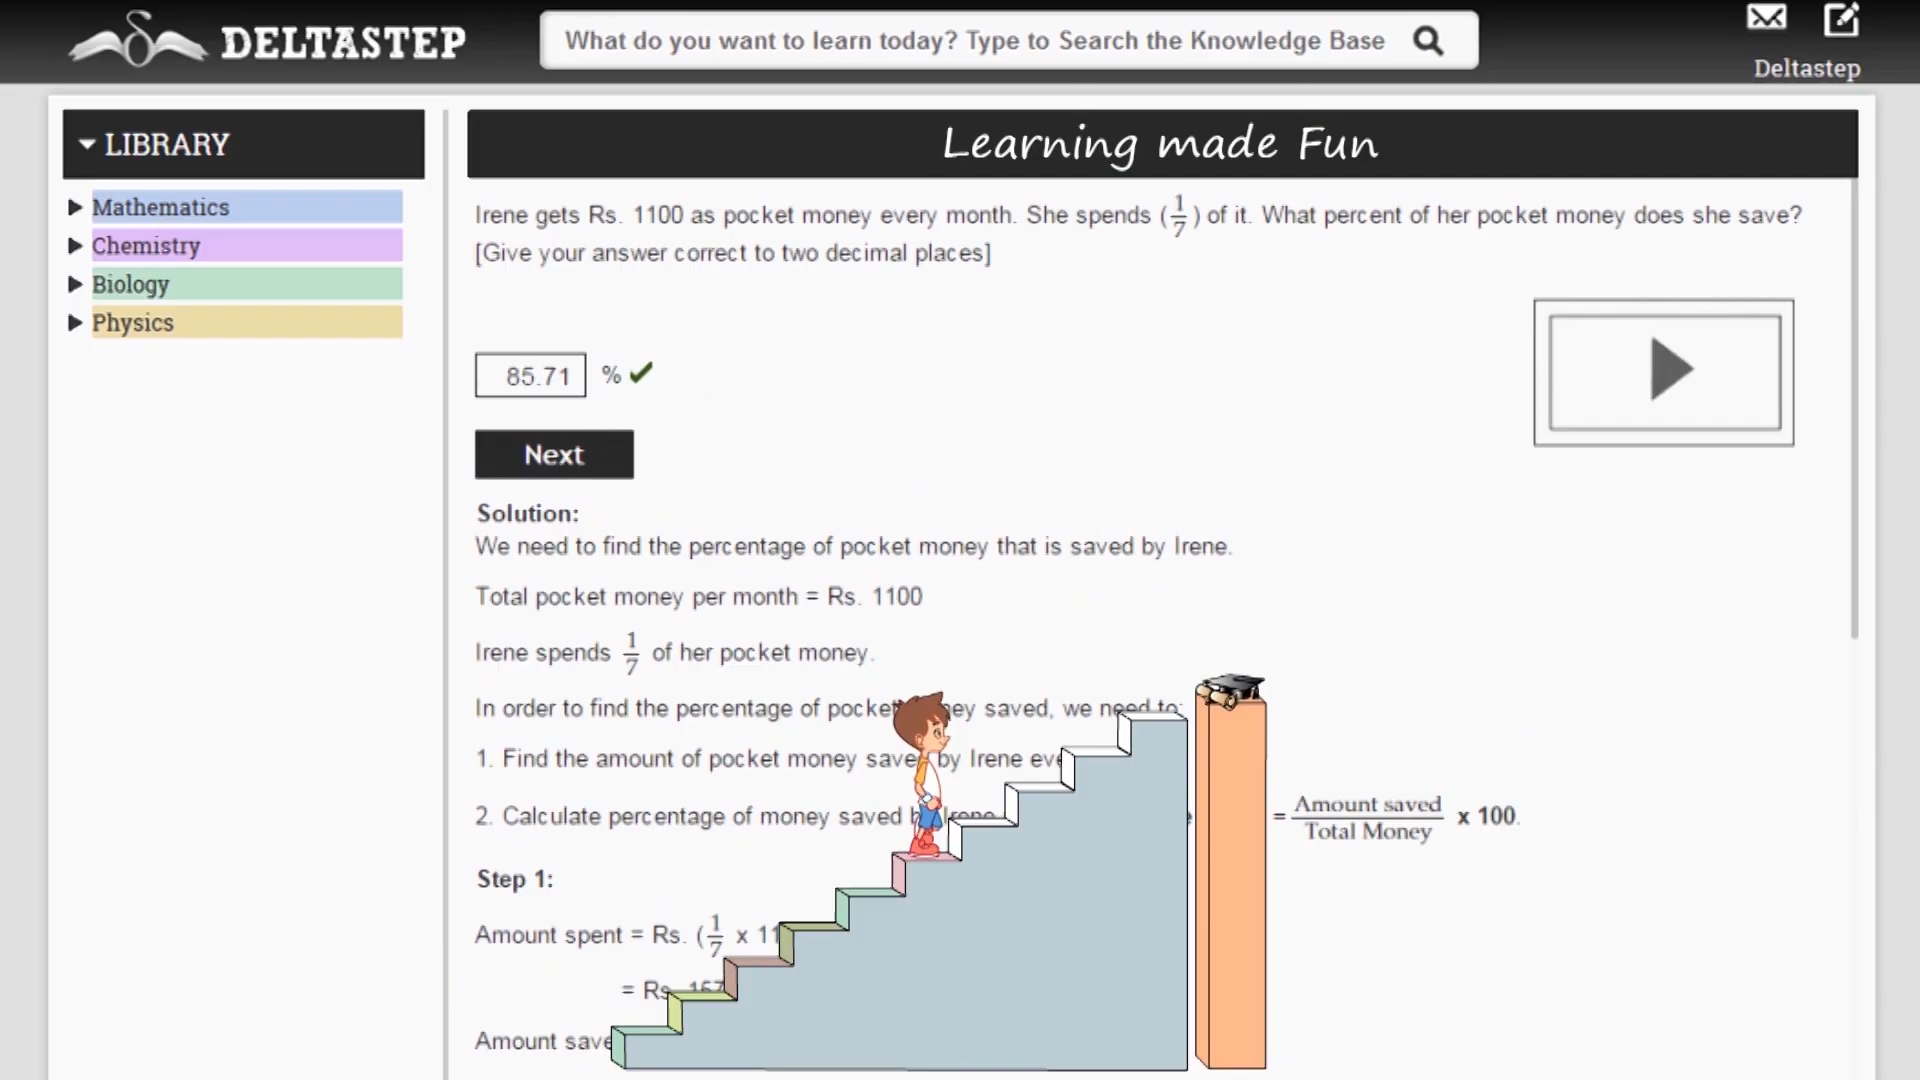 DELTASTEP
What do you want to learn today? Type to Search the Knowledge Base
Deltastep
LIBRARY
Mathematics
Chemistry
Biology
Physics
Learning made Fun
Irene gets Rs. 1100 as pocket money every month. She spends (1/7) of it. What percent of her pocket money does she save?
[Give your answer correct to two decimal places]
85.71 % ✔
Next
Solution:
We need to find the percentage of pocket money that is saved by Irene.
Total pocket money per month = Rs. 1100
Irene spends 1/7 of her pocket money.
In order to find the percentage of pocket saved, we need to:
1. Find the amount of pocket money saved by Irene
2. Calculate percentage of money saved by Irene = Amount saved/Total Money x 100.
Step 1:
Amount spent = Rs. (1/7 x 11
= Rs. 157
Amount save